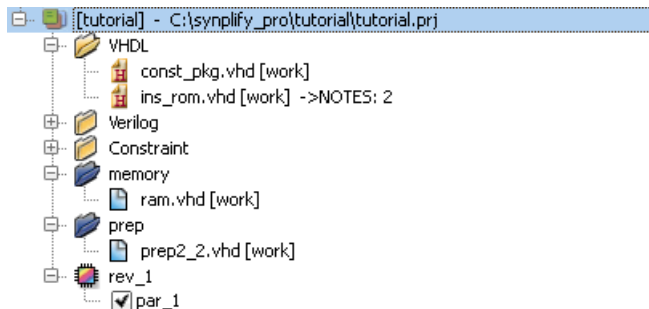 [tutorial] - C:\synplify_pro\tutorial\tutorial.prj
VHDL
const_pkg.vhd [work]
ins_rom.vhd [work] ->NOTES: 2
Verilog
Constraint
memory
ram.vhd [work]
prep
prep2_2.vhd [work]
rev_1
par_1